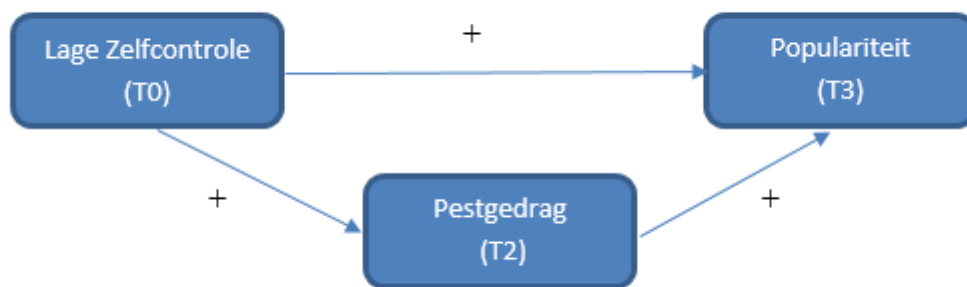 +
Lage Zelfcontrole
(T0)
Populariteit
(T3)
+
+
Pestgedrag
(T2)